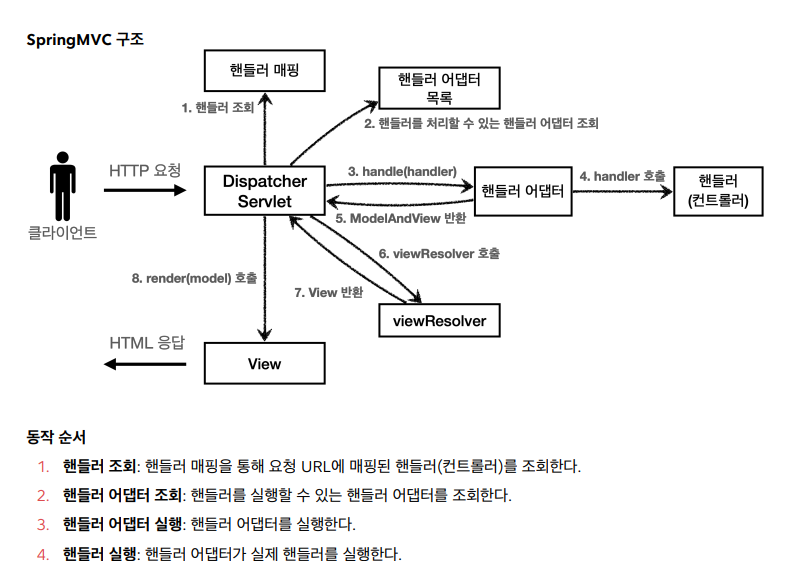 SpringMVC 구조
핸들러 매핑
핸들러 어댑터
목록
1. 핸들러 조회
2. 핸들러를 처리할 수 있는 핸들러 어댑터 조회
HTTP 요청
Dispatcher
Servlet
3. handle(handler)
핸들러 어댑터
4. handler 호출
핸들러
(컨트롤러)
5. ModelAndView 반환
클라이언트
6. viewResolver 호출
8. render(model) 호출
7. View 반환
viewResolver
HTML 응답
View
동작 순서
1. 핸들러 조회: 핸들러 매핑을 통해 요청 URL에 매핑된 핸들러(컨트롤러)를 조회한다.
2. 핸들러 어댑터 조회: 핸들러를 실행할 수 있는 핸들러 어댑터를 조회한다.
3. 핸들러 어댑터 실행: 핸들러 어댑터를 실행한다.
4. 핸들러 실행: 핸들러 어댑터가 실제 핸들러를 실행한다.